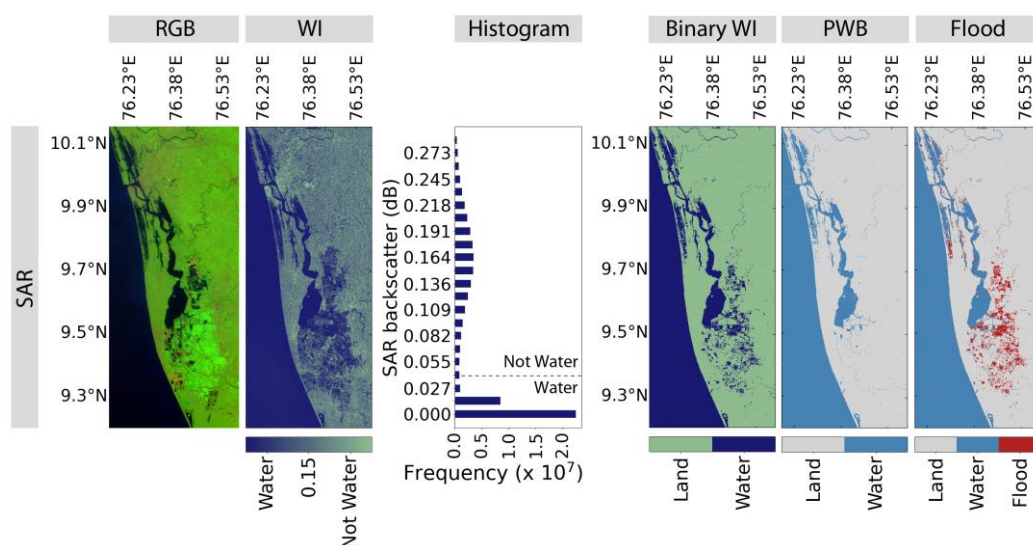 RGB
WI
Histogram
Binary WI
PWB
Flood
76.23°E
76.38°E
76.53°E
76.23°E
76.38°E
76.53°E
76.23°E
76.38°E
76.53°E
76.23°E
76.38°E
76.53°E
76.23°E
76.38°E
76.53°E
SAR
10.1°N
9.9°N
9.7°N
9.5°N
9.3°N
SAR backscatter (dB)
0.273
0.245
0.218
0.191
0.164
0.136
0.109
0.082
0.055
0.027
0.000
Not Water
Water
0.0
0.5
1.0
1.5
2.0
Frequency (x 10⁷)
10.1°N
9.9°N
9.7°N
9.5°N
9.3°N
Water
0.15
Not Water
Land
Water
Land
Water
Land
Water
Flood